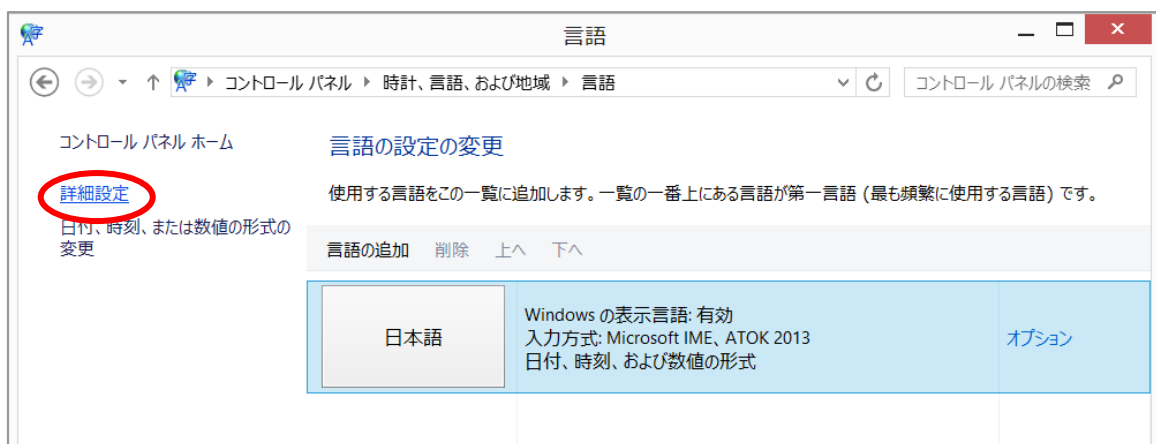 言語
コントロール パネル ▸ 時計、言語、および地域 ▸ 言語
コントロール パネルの検索
コントロール パネル ホーム
詳細設定
日付、時刻、または数値の形式の
変更
言語の設定の変更
使用する言語をこの一覧に追加します。一覧の一番上にある言語が第一言語 (最も頻繁に使用する言語) です。
言語の追加 削除 上へ 下へ
日本語
Windows の表示言語: 有効
入力方式: Microsoft IME、ATOK 2013
日付、時刻、および数値の形式
オプション